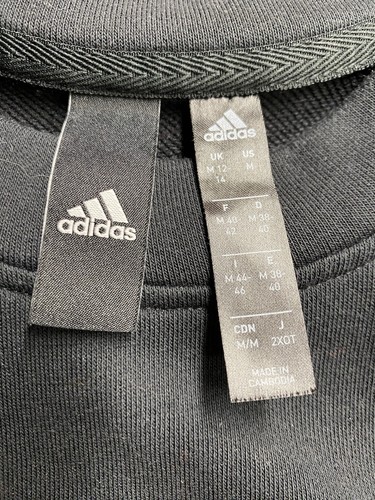 adidas
adidas
UK US
M 12- M
14
F D
M 40- M 38-
42 40
I E
M 44- M 38-
46 40
CDN J
M/M 2XOT
MADE IN
CAMBODIA